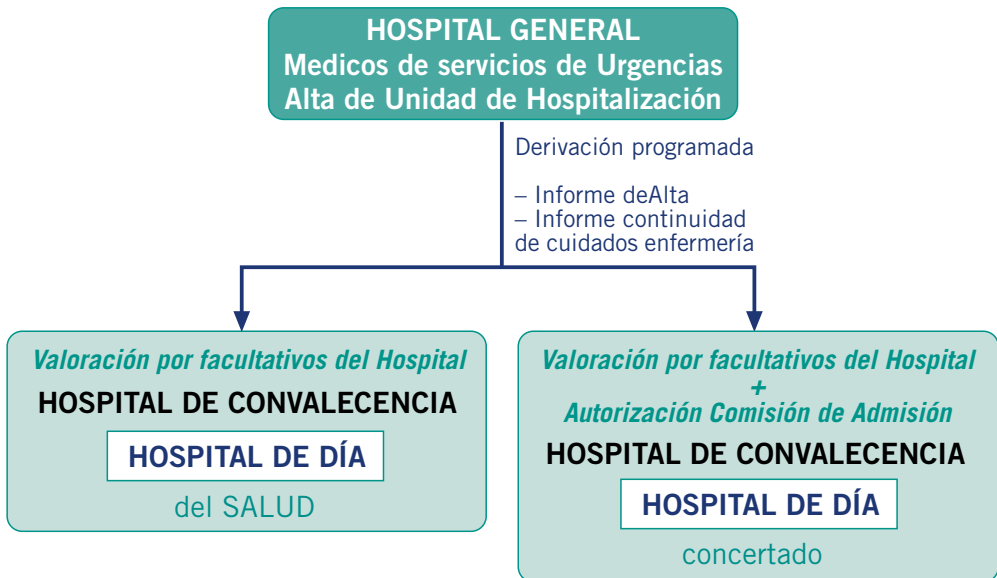 HOSPITAL GENERAL
Medicos de servicios de Urgencias
Alta de Unidad de Hospitalización
Derivación programada
– Informe deAlta
– Informe continuidad
de cuidados enfermería
Valoración por facultativos del Hospital
HOSPITAL DE CONVALECENCIA
HOSPITAL DE DÍA
del SALUD
Valoración por facultativos del Hospital
+
Autorización Comisión de Admisión
HOSPITAL DE CONVALECENCIA
HOSPITAL DE DÍA
concertado